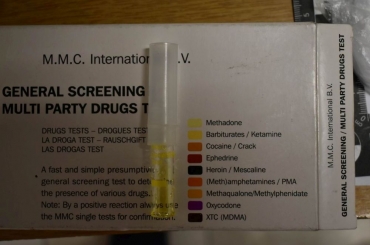 M.M.C. International B.V.
GENERAL SCREENING
MULTI PARTY DRUGS T
DRUGS TESTS – DROGUES TES
LA DROGA TEST – RAUSCHGIFT
LAS DROGAS TEST
A fast and simple presumptive
general screening test to dete
the presence of various drugs.
Note: By a positive reaction always use
the MMC single tests for confirmation.
Methadone
Barbiturates / Ketamine
Cocaine / Crack
Ephedrine
Heroin / Mescaline
(Meth)amphetamines / PMA
Methaqualone/Methylphenidate
Oxycodone
XTC (MDMA)
M.M.C. International B.V.
GENERAL SCREENING / MULTI PARTY DRUGS TEST